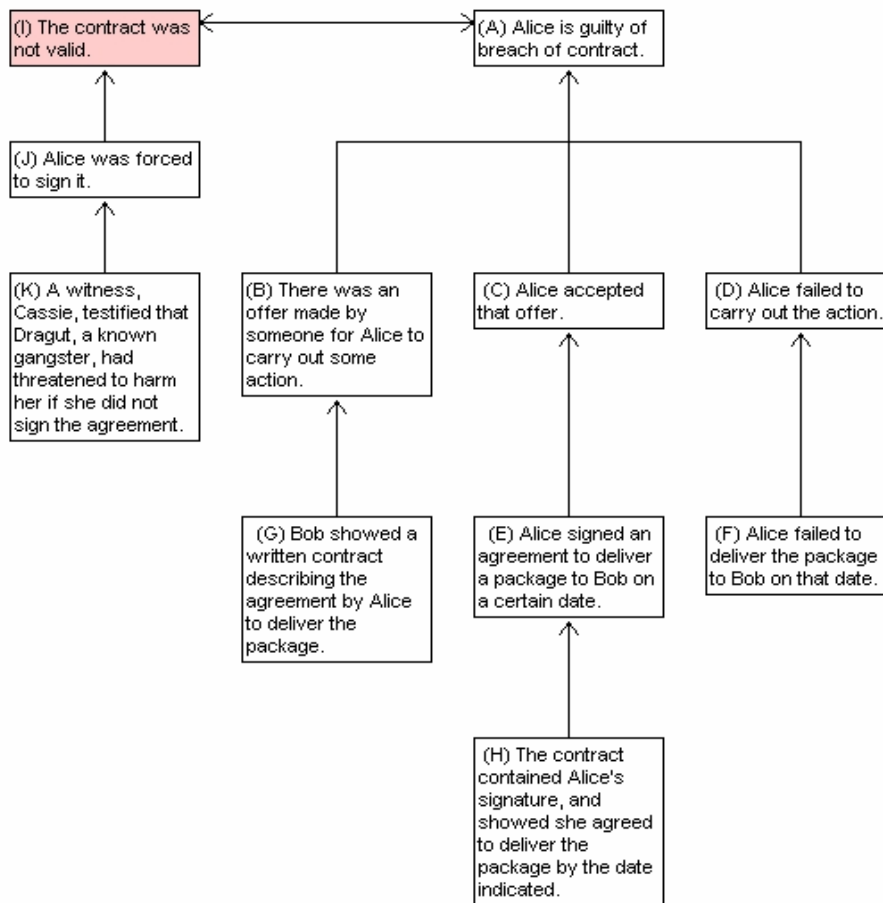 (I) The contract was
not valid.
(A) Alice is guilty of
breach of contract.
(J) Alice was forced
to sign it.
(K) A witness,
Cassie, testified that
Dragut, a known
gangster, had
threatened to harm
her if she did not
sign the agreement.
(B) There was an
offer made by
someone for Alice to
carry out some
action.
(C) Alice accepted
that offer.
(D) Alice failed to
carry out the action.
(G) Bob showed a
written contract
describing the
agreement by Alice
to deliver the
package.
(E) Alice signed an
agreement to deliver
a package to Bob on
a certain date.
(F) Alice failed to
deliver the package
to Bob on that date.
(H) The contract
contained Alice's
signature, and
showed she agreed
to deliver the
package by the date
indicated.